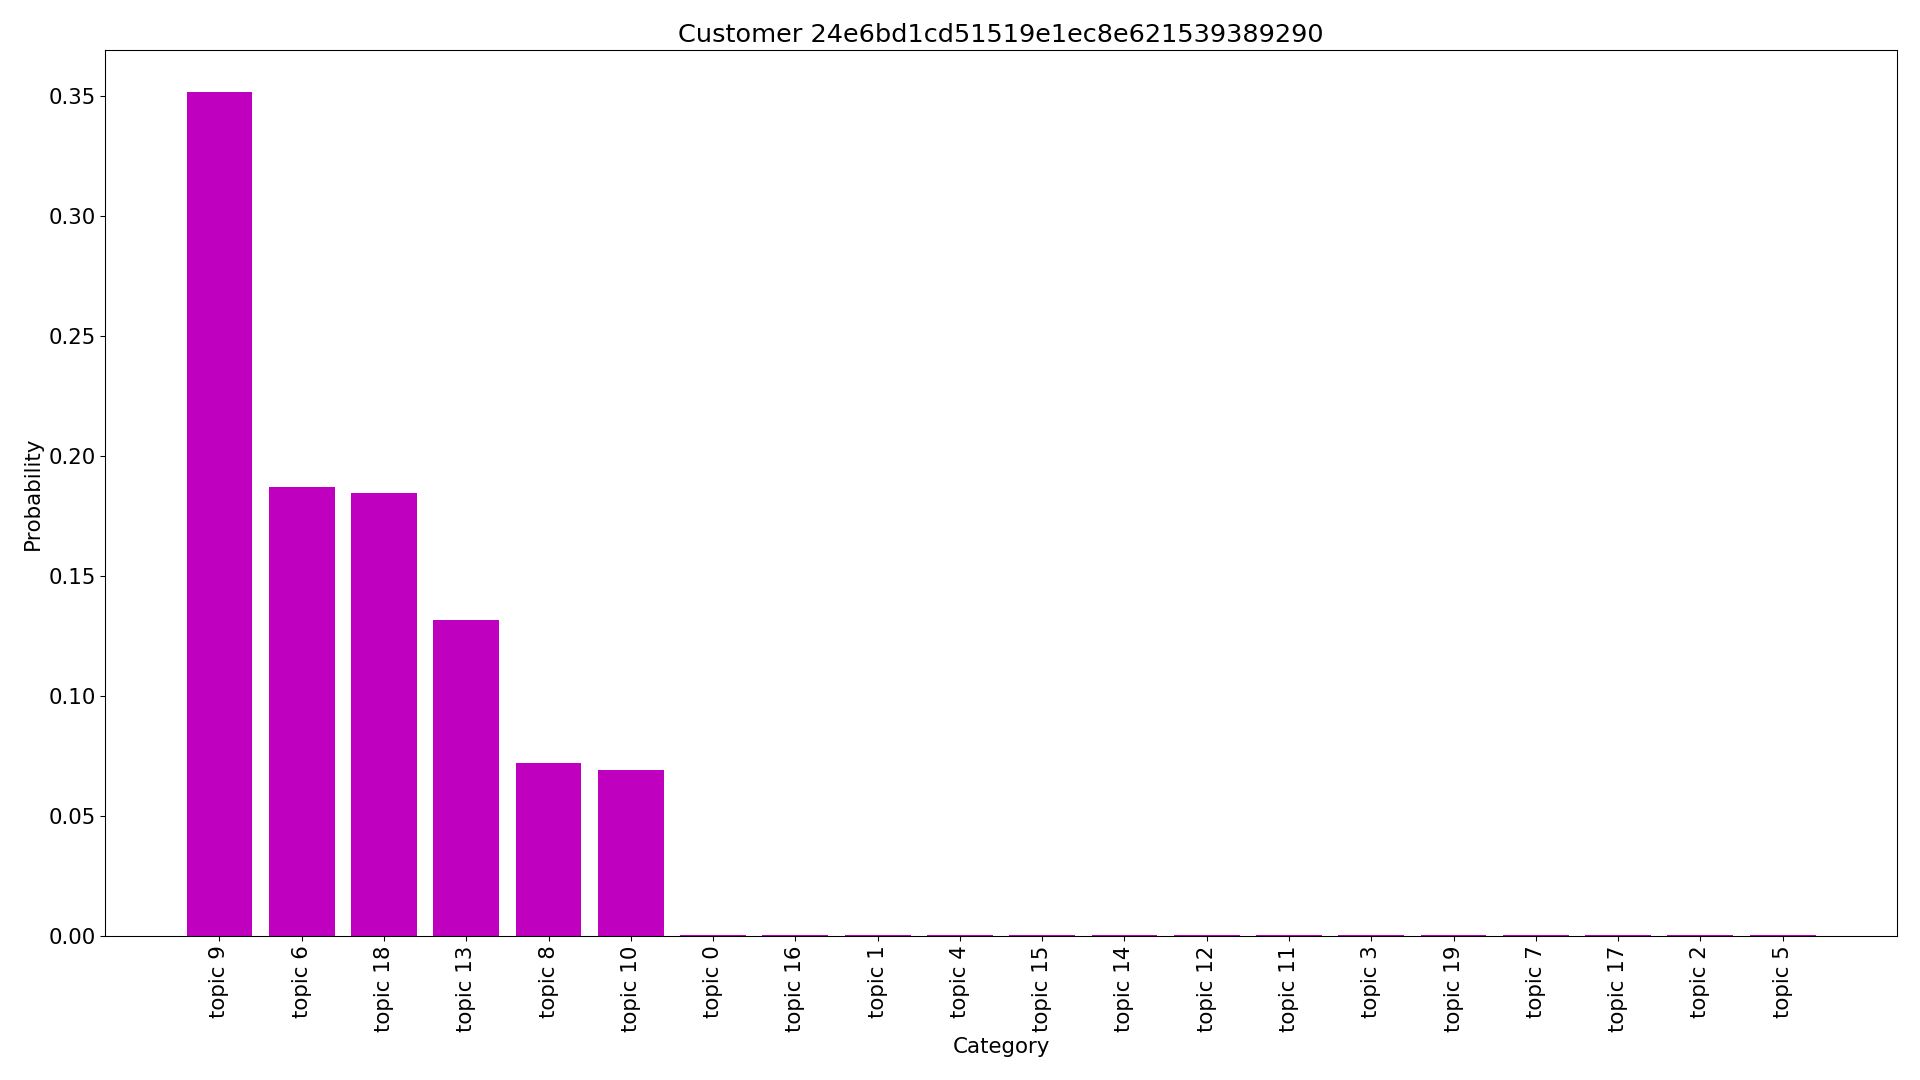 Customer 24e6bd1cd51519e1ec8e621539389290
Probability
0.35
0.30
0.25
0.20
0.15
0.10
0.05
0.00
topic 9
topic 6
topic 18
topic 13
topic 8
topic 10
topic 0
topic 16
topic 1
topic 4
topic 15
topic 14
topic 12
topic 11
topic 3
topic 19
topic 7
topic 17
topic 2
topic 5
Category